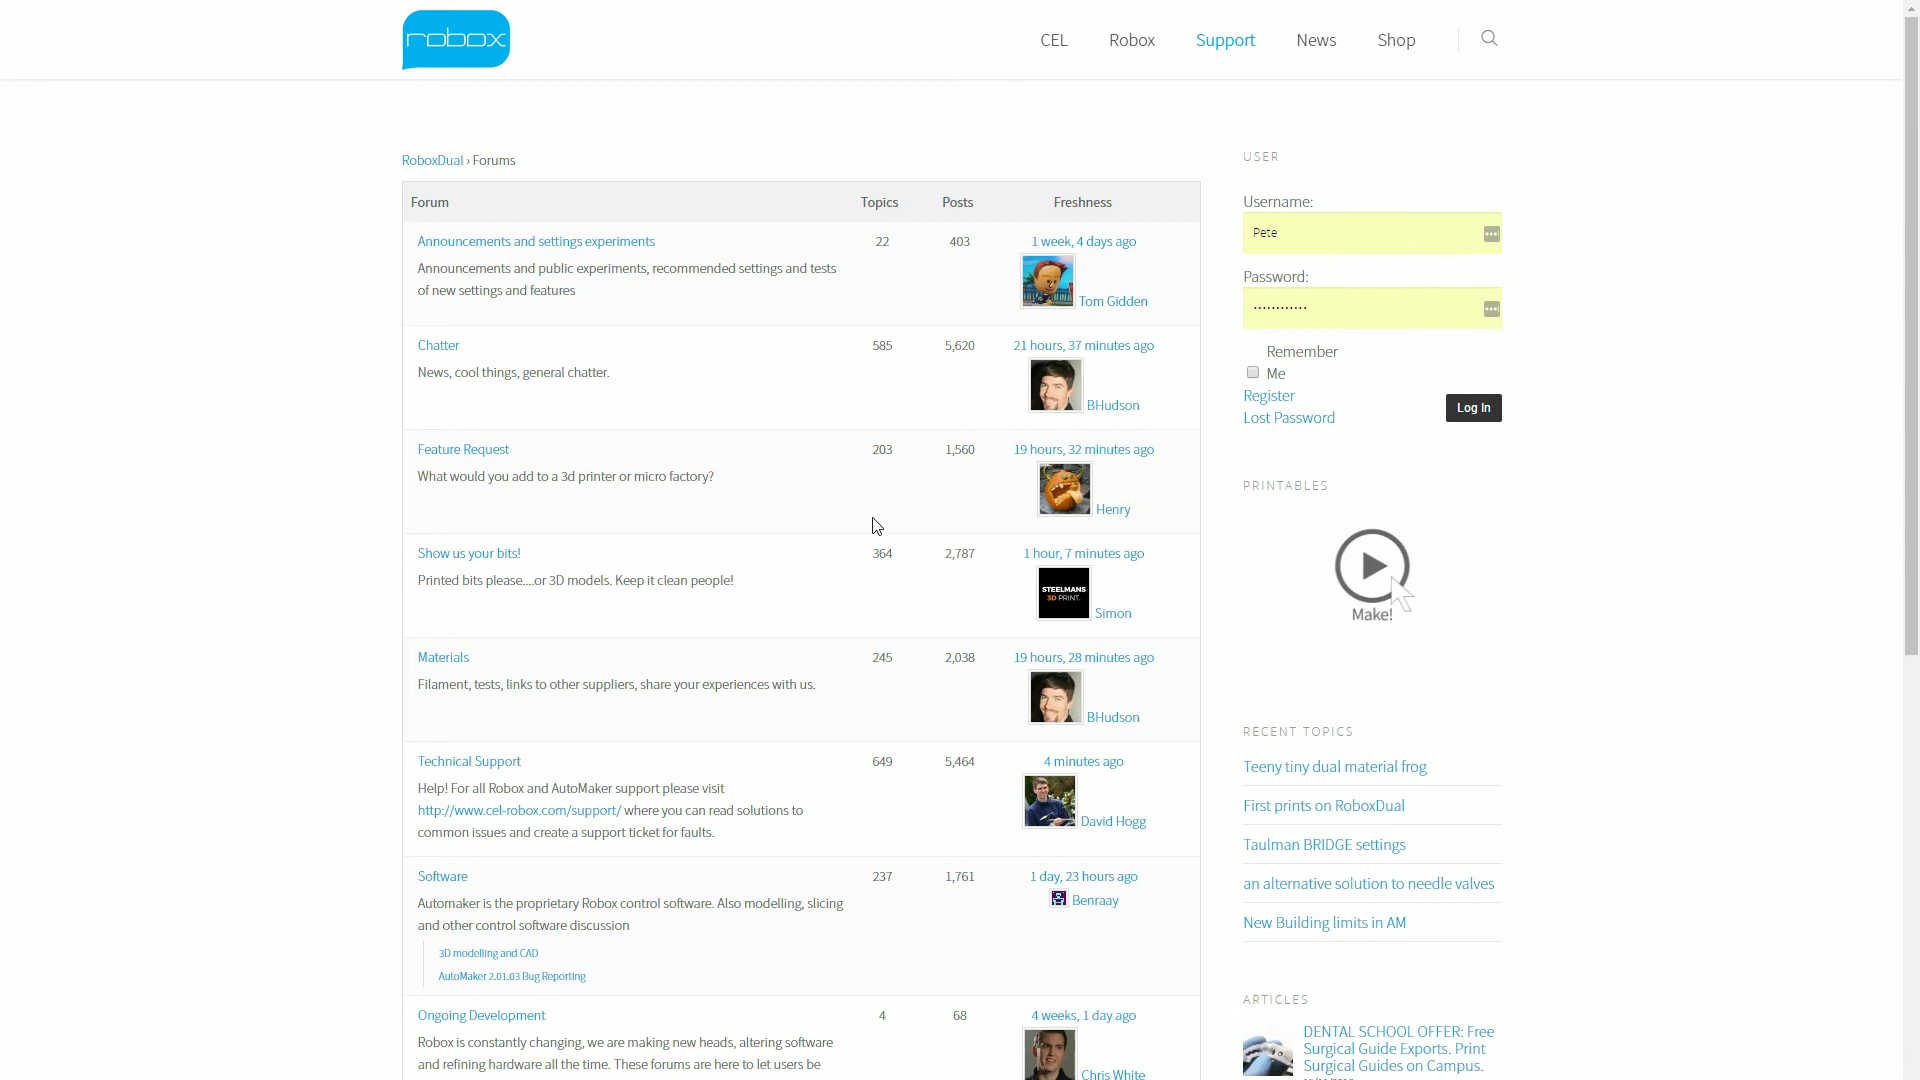 robox
CEL
Robox
Support
News
Shop
RoboxDual › Forums
Forum
Topics
Posts
Freshness
Announcements and settings experiments
22
403
1 week, 4 days ago
Announcements and public experiments, recommended settings and tests
of new settings and features
Tom Gidden
Chatter
585
5,620
21 hours, 37 minutes ago
News, cool things, general chatter.
BHudson
Feature Request
203
1,560
19 hours, 32 minutes ago
What would you add to a 3d printer or micro factory?
Henry
Show us your bits!
364
2,787
1 hour, 7 minutes ago
Printed bits please....or 3D models. Keep it clean people!
STEELMANS
3D PRINT.
Simon
Materials
245
2,038
19 hours, 28 minutes ago
Filament, tests, links to other suppliers, share your experiences with us.
BHudson
Technical Support
649
5,464
4 minutes ago
Help! For all Robox and AutoMaker support please visit
http://www.cel-robox.com/support/ where you can read solutions to
common issues and create a support ticket for faults.
David Hogg
Software
237
1,761
1 day, 23 hours ago
Automaker is the proprietary Robox control software. Also modelling, slicing
and other control software discussion
Benraay
3D modelling and CAD
AutoMaker 2.01.03 Bug Reporting
Ongoing Development
4
68
4 weeks, 1 day ago
Robox is constantly changing, we are making new heads, altering software
and refining hardware all the time. These forums are here to let users be
Chris White
USER
Username:
Pete
Password:
Remember
Me
Register
Lost Password
Log In
PRINTABLES
Make!
RECENT TOPICS
Teeny tiny dual material frog
First prints on RoboxDual
Taulman BRIDGE settings
an alternative solution to needle valves
New Building limits in AM
ARTICLES
DENTAL SCHOOL OFFER: Free
Surgical Guide Exports. Print
Surgical Guides on Campus.